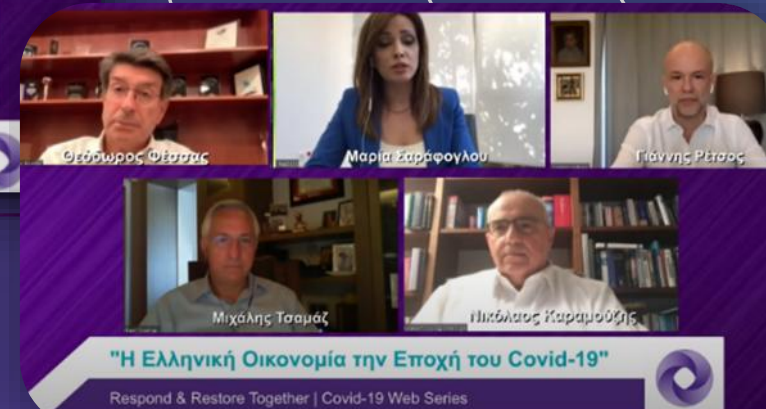 Θεόδωρος Φέσσας
Μαρία Σαράφογλου
Γιάννης Ρέτσος
Μιχάλης Τσαμάζ
Νικόλαος Καραμούζης
"Η Ελληνική Οικονομία την Εποχή του Covid-19"
Respond & Restore Together | Covid-19 Web Series